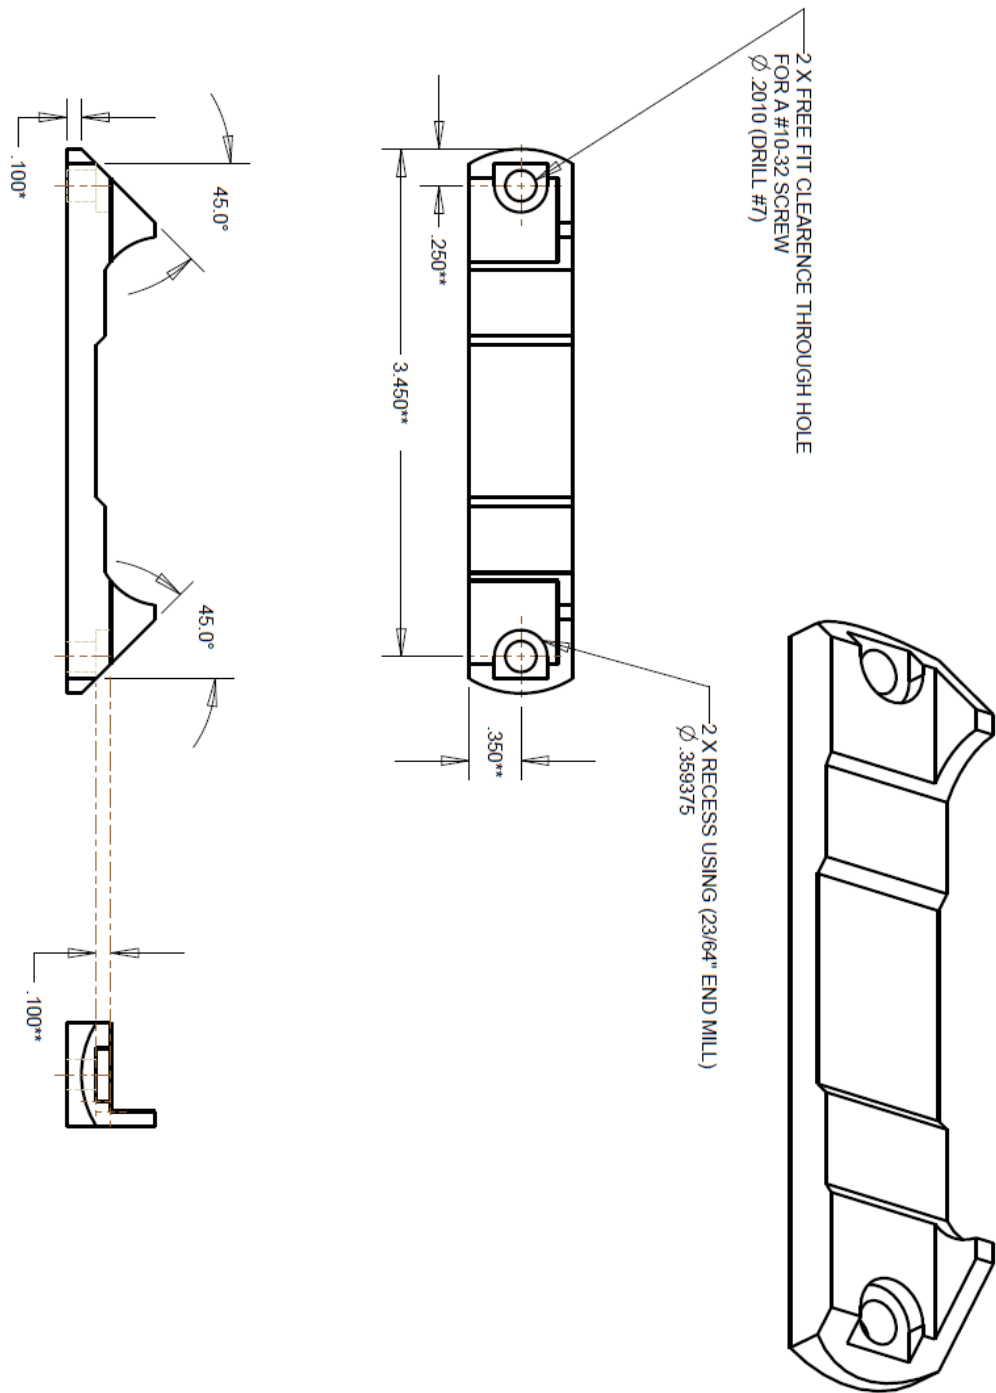 2 X FREE FIT CLEARENCE THROUGH HOLE
FOR A #10-32 SCREW
Ø .2010 (DRILL #7)
2 X RECESS USING (23/64" END MILL)
Ø .359375
.250**
3.450**
.350**
45.0°
45.0°
.100*
.100**